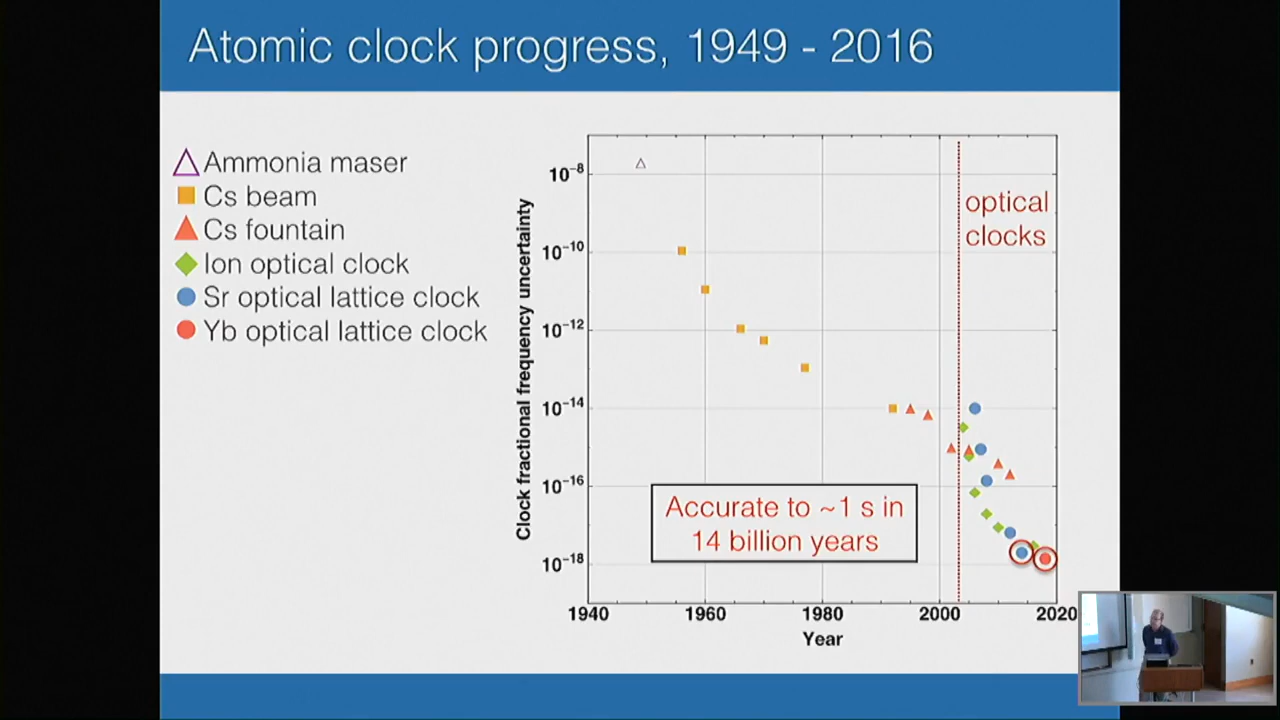 Atomic clock progress, 1949 - 2016
Ammonia maser
Cs beam
Cs fountain
Ion optical clock
Sr optical lattice clock
Yb optical lattice clock
Clock fractional frequency uncertainty
10⁻⁸
10⁻¹⁰
10⁻¹²
10⁻¹⁴
10⁻¹⁶
10⁻¹⁸
optical
clocks
Accurate to ~1 s in
14 billion years
1940 1960 1980 2000 2020
Year